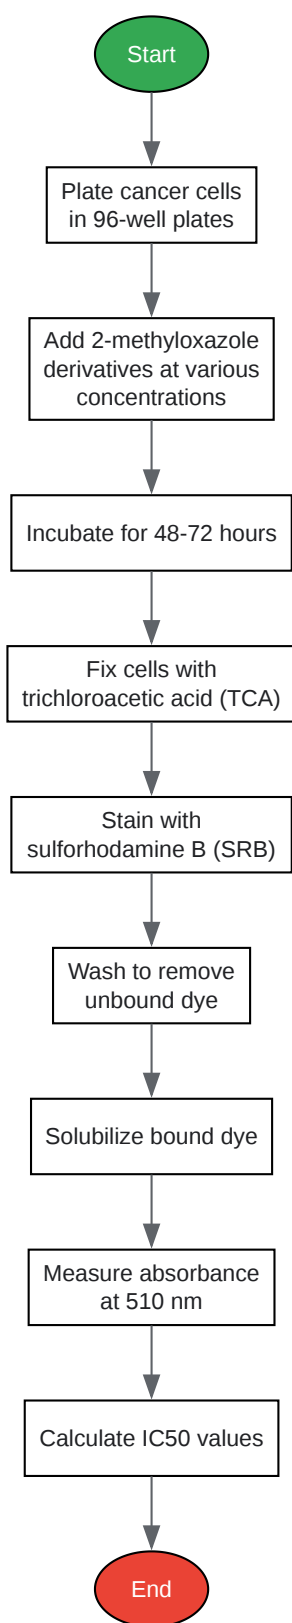 Start
Plate cancer cells
in 96-well plates
Add 2-methyloxazole
derivatives at various
concentrations
Incubate for 48-72 hours
Fix cells with
trichloroacetic acid (TCA)
Stain with
sulforhodamine B (SRB)
Wash to remove
unbound dye
Solubilize bound dye
Measure absorbance
at 510 nm
Calculate IC50 values
End